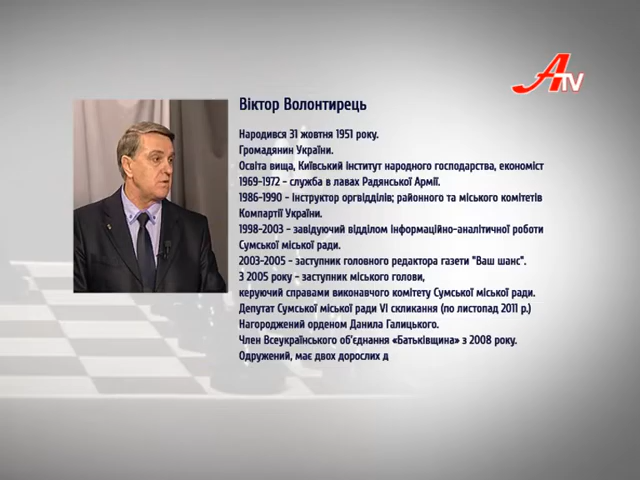 ATV
Віктор Волонтирець
Народився 31 жовтня 1951 року.
Громадянин України.
Освіта вища, Київський інститут народного господарства, економіст
1969-1972 - служба в лавах Радянської Армії.
1986-1990 - інструктор оргвідділів; районного та міського комітетів
Компартії України.
1998-2003 - завідуючий відділом інформаційно-аналітичної роботи
Сумської міської ради.
2003-2005 - заступник головного редактора газети "Ваш шанс".
З 2005 року - заступник міського голови,
керуючий справами виконавчого комітету Сумської міської ради.
Депутат Сумської міської ради VI скликання (по листопад 2011 р.)
Нагороджений орденом Данила Галицького.
Член Всеукраїнського об'єднання «Батьківщина» з 2008 року.
Одружений, має двох дорослих д